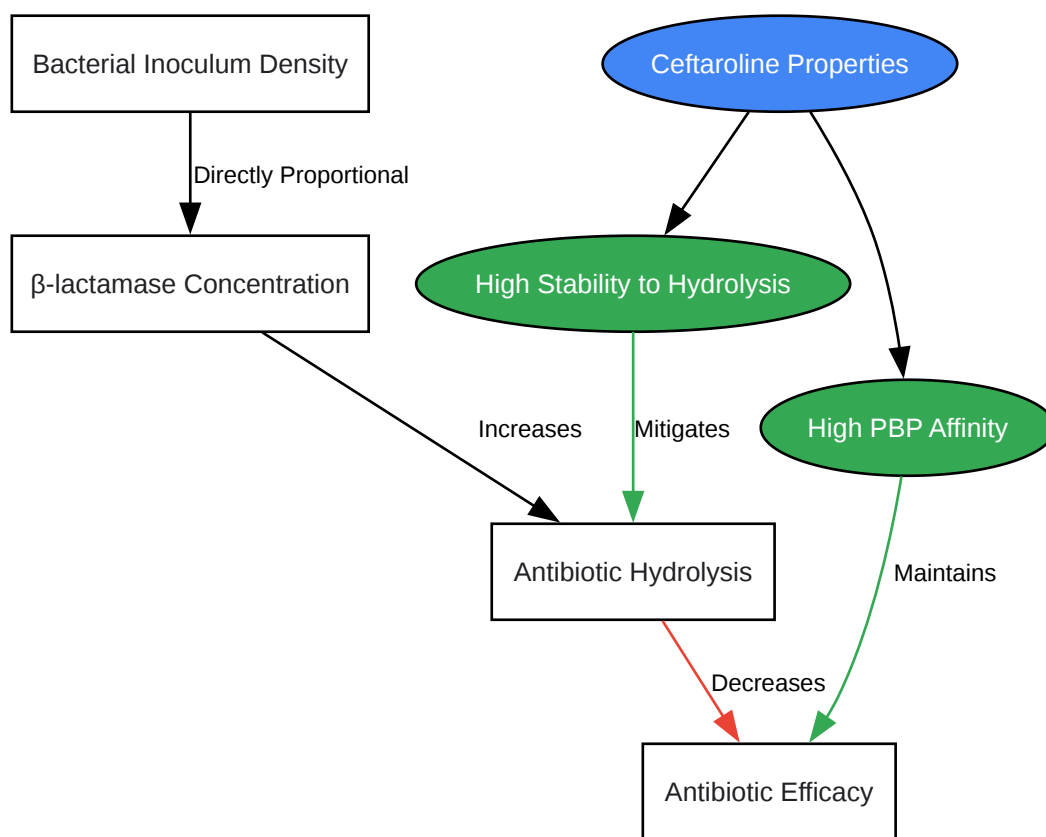 Bacterial Inoculum Density
Ceftaroline Properties
Directly Proportional
β-lactamase Concentration
High Stability to Hydrolysis
Increases
Mitigates
High PBP Affinity
Antibiotic Hydrolysis
Maintains
Decreases
Antibiotic Efficacy